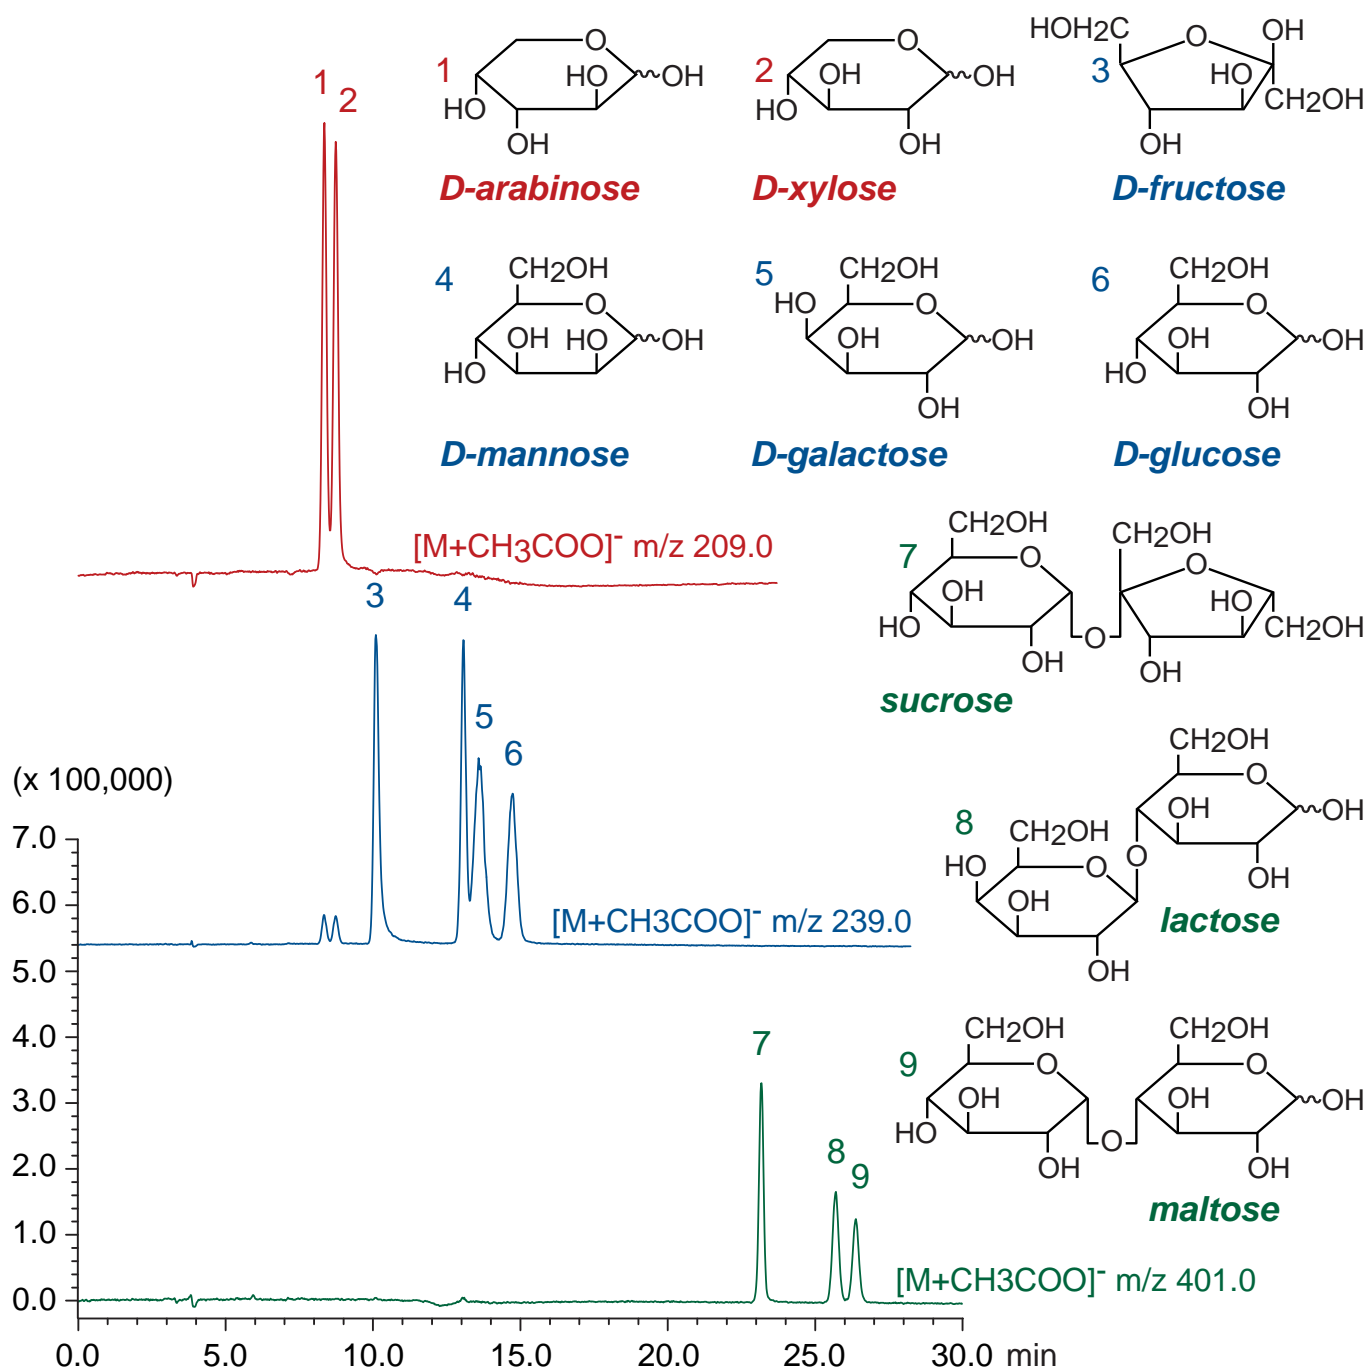 1
2
1
O
HO
OH
HO
OH
D-arabinose
2
O
OH
OH
HO
OH
D-xylose
HOH2C
3
O
OH
HO
CH2OH
OH
D-fructose
4
CH2OH
O
OH
HO
OH
HO
D-mannose
5
CH2OH
HO
O
OH
OH
OH
D-galactose
6
CH2OH
O
OH
OH
HO
OH
D-glucose
[M+CH3COO]- m/z 209.0
7
CH2OH
O
OH
HO
OH
O
CH2OH
O
HO
CH2OH
OH
sucrose
3
4
5
6
[M+CH3COO]- m/z 239.0
8
CH2OH
O
OH
OH
OH
O
CH2OH
HO
O
OH
OH
lactose
9
CH2OH
O
OH
HO
OH
O
CH2OH
O
OH
OH
OH
maltose
7
8
9
[M+CH3COO]- m/z 401.0
(x 100,000)
7.0
6.0
5.0
4.0
3.0
2.0
1.0
0.0
0.0 5.0 10.0 15.0 20.0 25.0 30.0 min